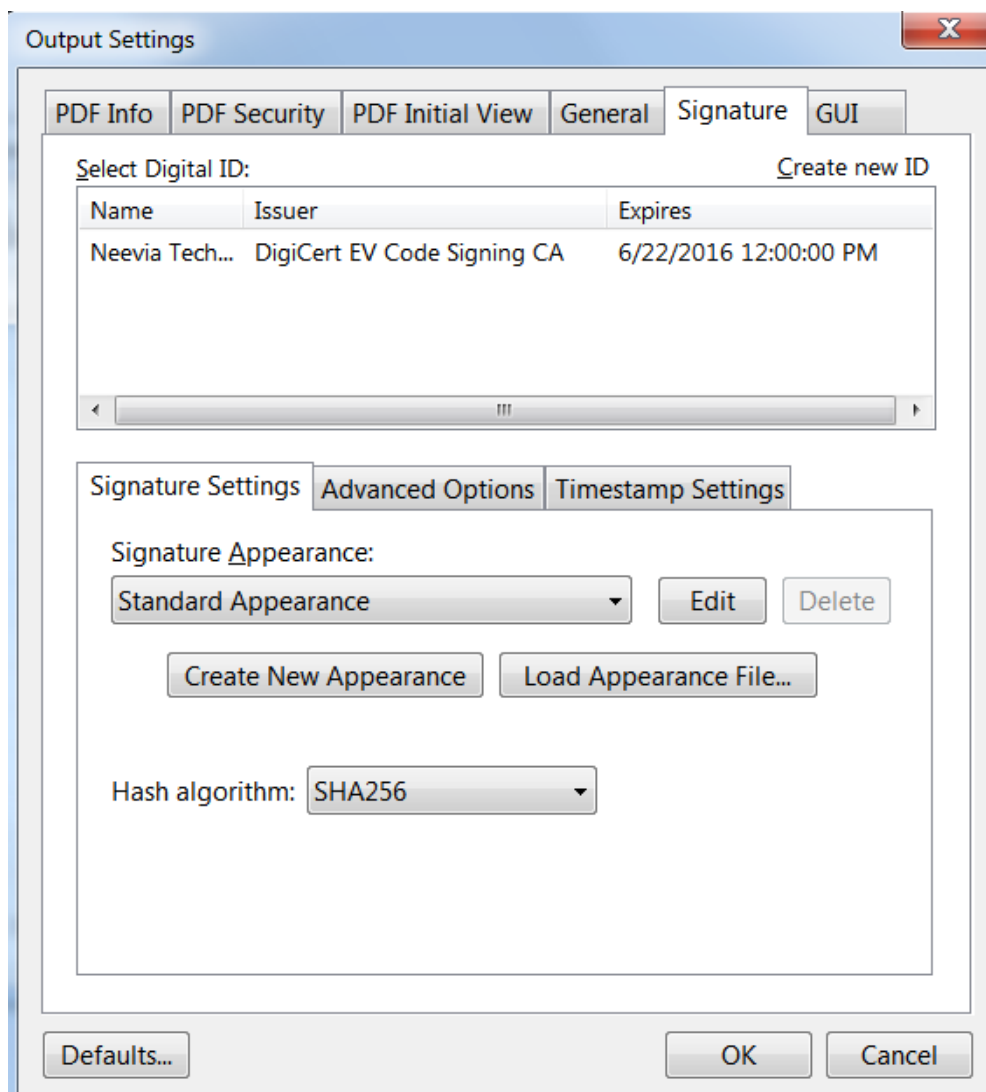 Output Settings
PDF Info PDF Security PDF Initial View General Signature GUI
Select Digital ID: Create new ID
Name Issuer Expires
Neevia Tech... DigiCert EV Code Signing CA 6/22/2016 12:00:00 PM
Signature Settings Advanced Options Timestamp Settings
Signature Appearance:
Standard Appearance Edit Delete
Create New Appearance Load Appearance File...
Hash algorithm: SHA256
Defaults... OK Cancel